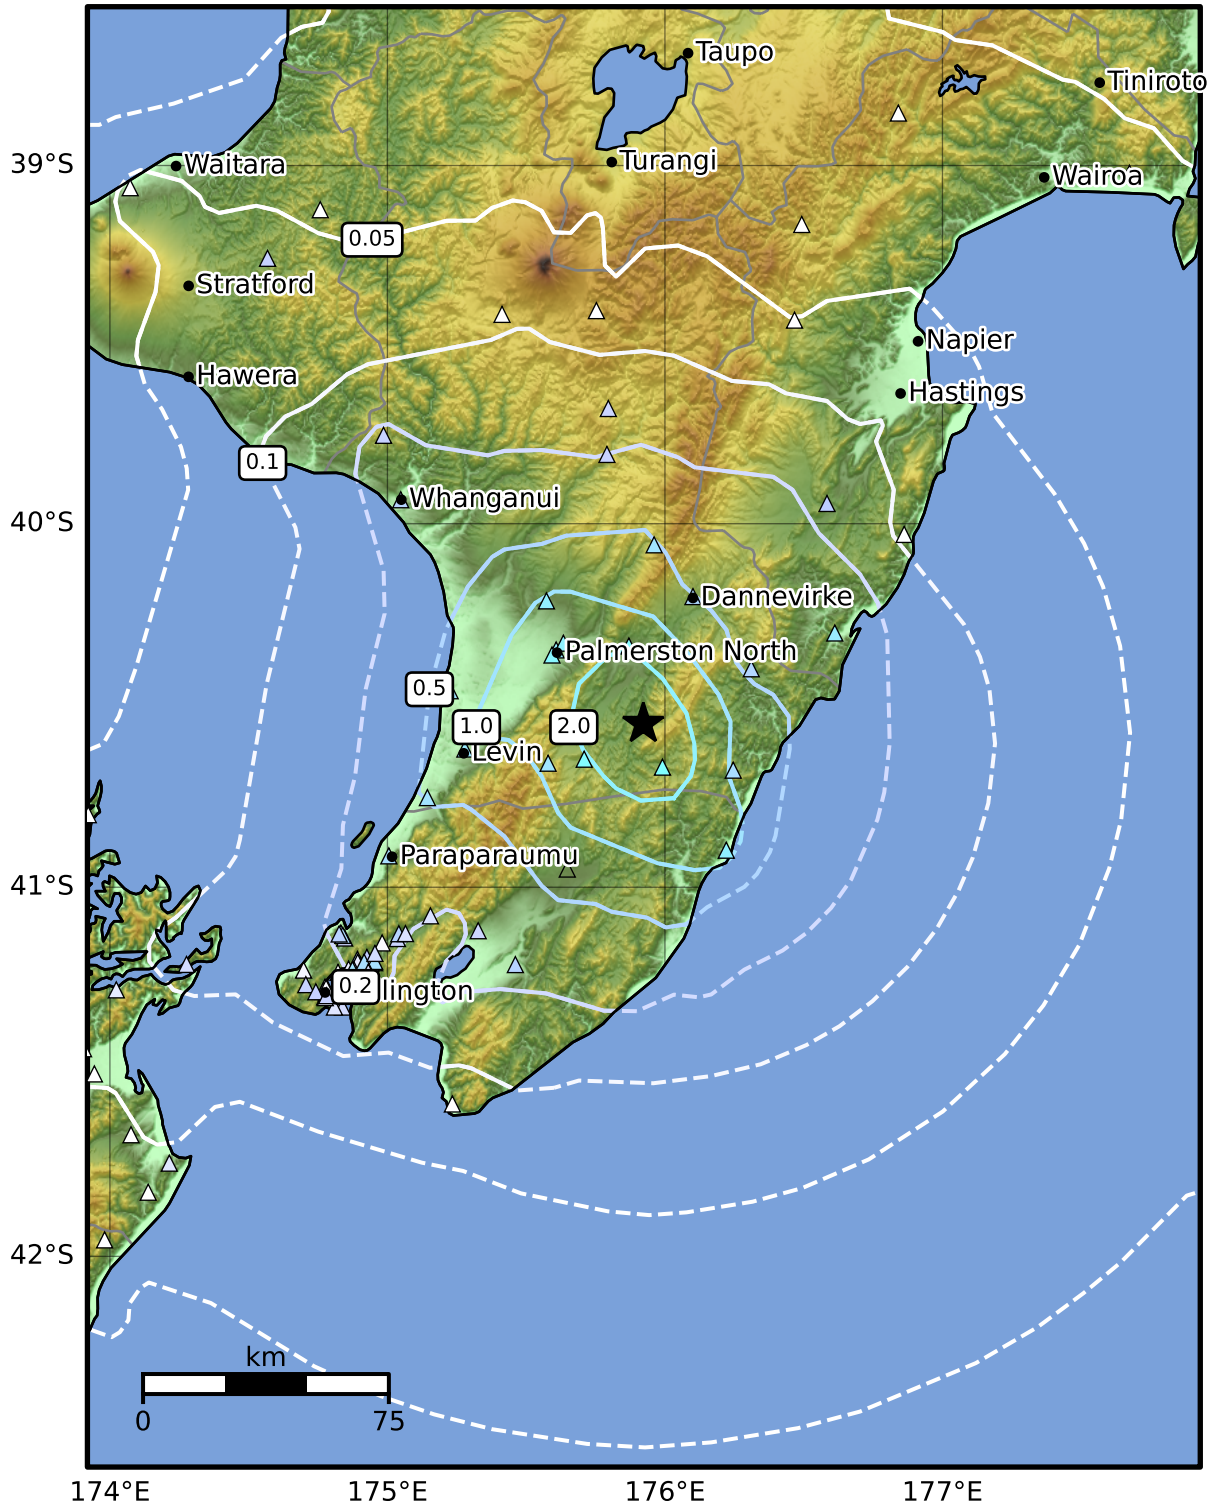 Taupo
Tiniroto
39°S
Waitara
Turangi
Wairoa
0.05
Stratford
Napier
Hawera
Hastings
0.1
Whanganui
40°S
Dannevirke
Palmerston North
0.5
1.0
2.0
Levin
Paraparaumu
41°S
0.2
lington
42°S
km
0
75
174°E
175°E
176°E
177°E